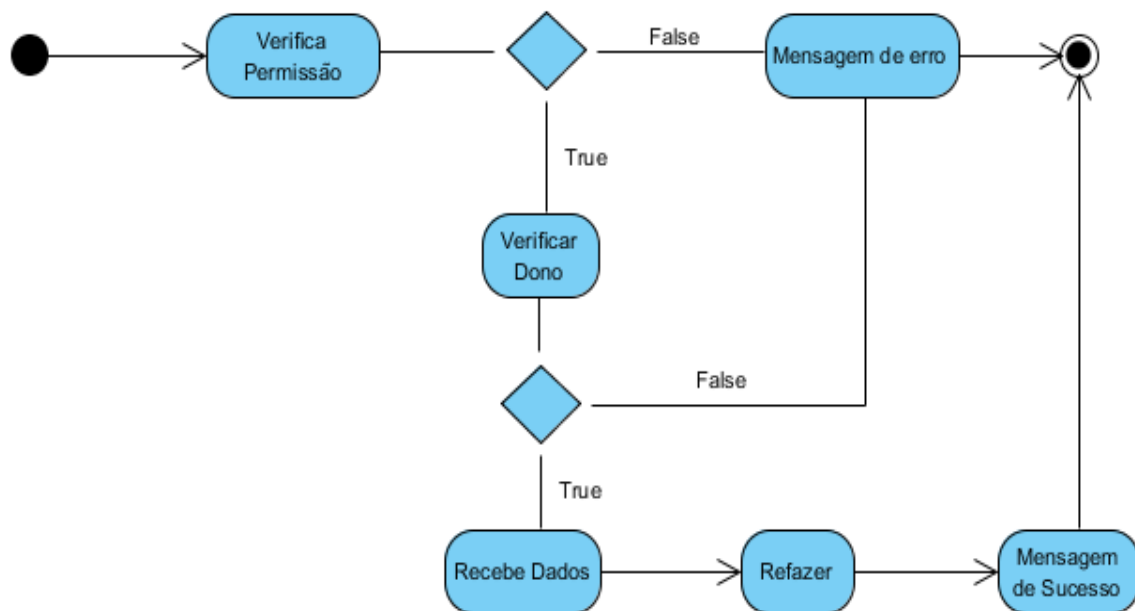 Verifica
Permissão
False
Mensagem de erro
True
Verificar
Dono
False
True
Recebe Dados
Refazer
Mensagem
de Sucesso